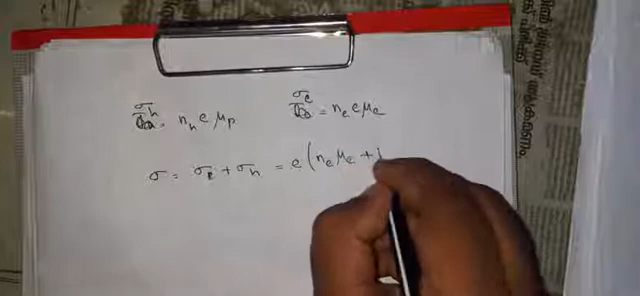 σh = nh e μp
σe = ne e μe
σ = σe + σh = e (ne μe +